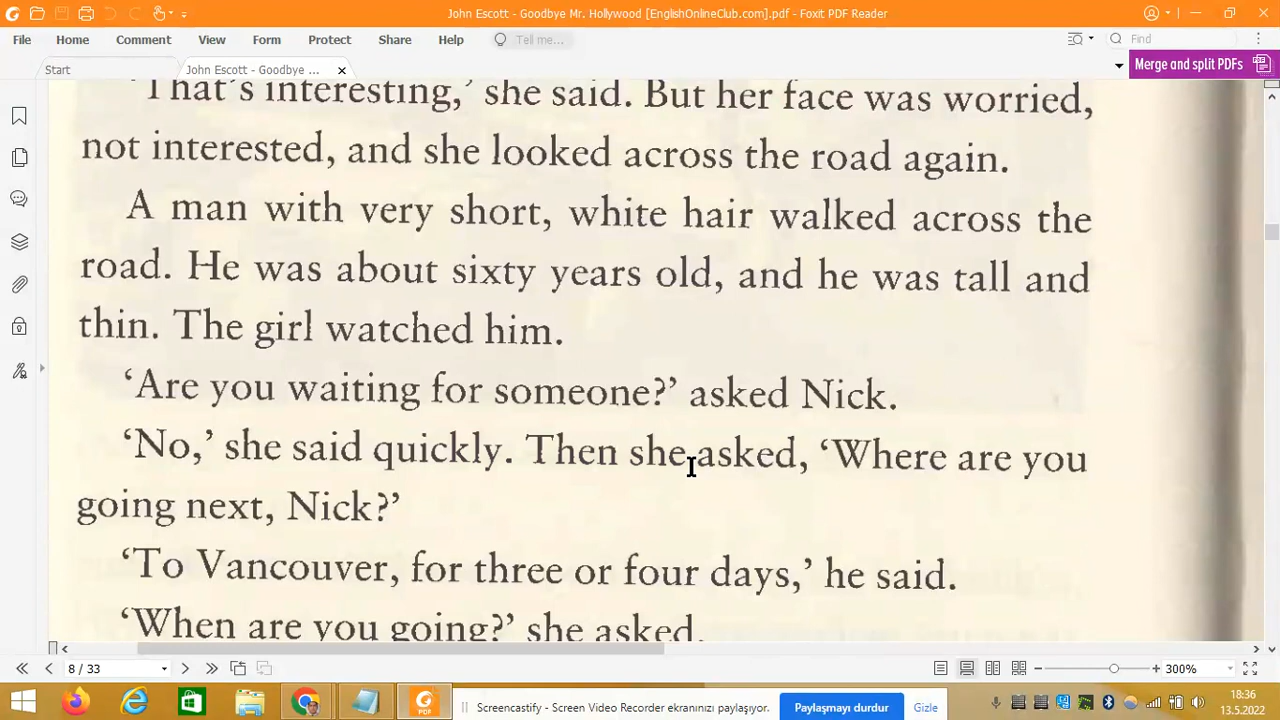 John Escott - Goodbye Mr. Hollywood [EnglishOnlineClub.com].pdf - Foxit PDF Reader
File Home Comment View Form Protect Share Help Tell me... Find
Start John Escott - Goodbye ... Merge and split PDFs
'That's interesting,' she said. But her face was worried,
not interested, and she looked across the road again.
A man with very short, white hair walked across the
road. He was about sixty years old, and he was tall and
thin. The girl watched him.
'Are you waiting for someone?' asked Nick.
'No,' she said quickly. Then she asked, 'Where are you
going next, Nick?'
'To Vancouver, for three or four days,' he said.
'When are you going?' she asked.
8 / 33 300%
Screencastify - Screen Video Recorder ekranınızı paylaşıyor. Paylaşmayı durdur Gizle
18:36
13.5.2022